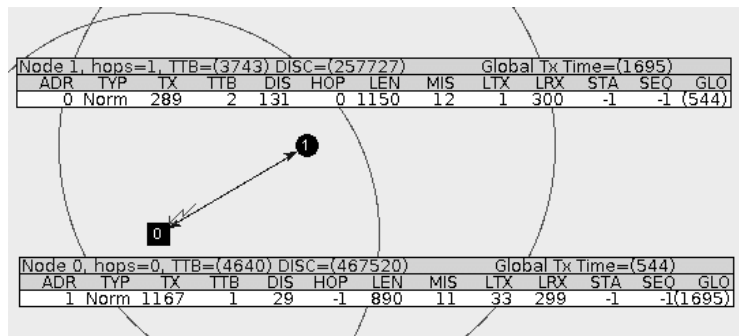 Node 1, hops=1, TTB=(3743) DISC=(257727) Global Tx Time=(1695)
ADR TYP TX TTB DIS HOP LEN MIS LTX LRX STA SEQ GLO
0 Norm 289 2 131 0 1150 12 1 300 -1 -1 (544)
1
0
Node 0, hops=0, TTB=(4640) DISC=(467520) Global Tx Time=(544)
ADR TYP TX TTB DIS HOP LEN MIS LTX LRX STA SEQ GLO
1 Norm 1167 1 29 -1 890 11 33 299 -1 -1(1695)